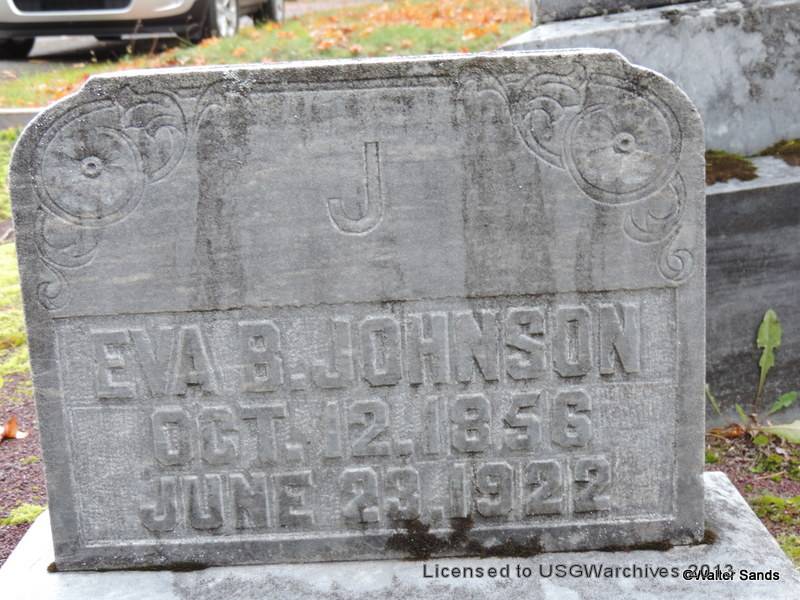 J
EVA B. JOHNSON
OCT. 12. 1856
JUNE 23. 1922
Licensed to USGWarchives 2013
©Walter Sands